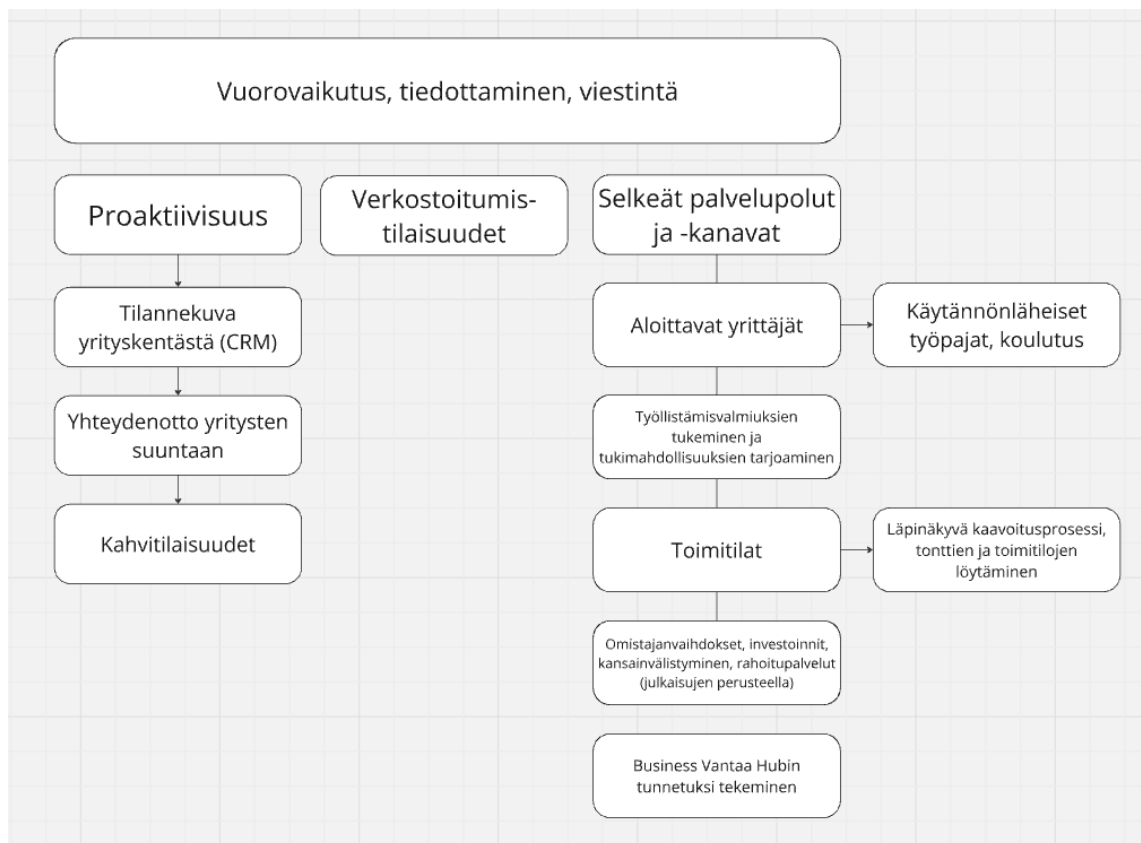 Vuorovaikutus, tiedottaminen, viestintä
Proaktiivisuus
Verkostoitumis-
tilaisuudet
Selkeät palvelupolut
ja -kanavat
Tilannekuva
yrityskentästä (CRM)
Aloittavat yrittäjät
Käytännönläheiset
työpajat, koulutus
Yhteydenotto yritysten
suuntaan
Työllistämisvalmiuksien
tukeminen ja
tukimahdollisuuksien tarjoaminen
Kahvitilaisuudet
Toimitilat
Läpinäkyvä kaavoitusprosessi,
tonttien ja toimitilojen
löytäminen
Omistajanvaihdokset, investoinnit,
kansainvälistyminen, rahoitupalvelut
(julkaisujen perusteella)
Business Vantaa Hubin
tunnetuksi tekeminen